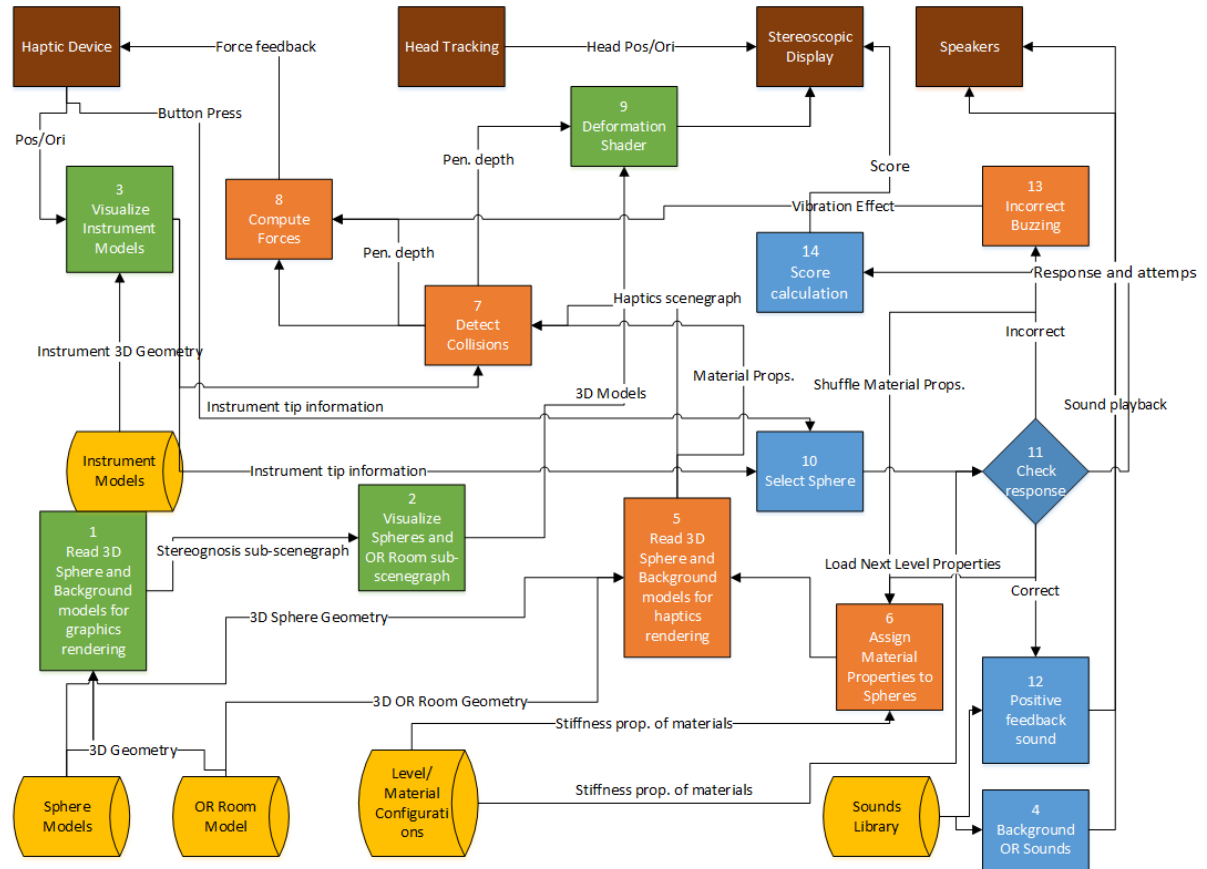 Haptic Device
Force feedback
Head Tracking
Head Pos/Ori
Stereoscopic
Display
Speakers
Button Press
Pos/Ori
9
Deformation
Shader
Pen. depth
Score
3
Visualize
Instrument
Models
8
Compute
Forces
Vibration Effect
13
Incorrect
Buzzing
Pen. depth
14
Score
calculation
Response and attemps
Haptics scenegraph
7
Detect
Collisions
Incorrect
Instrument 3D Geometry
Material Props.
Shuffle Material Props.
3D Models
Sound playback
Instrument tip information
Instrument
Models
Instrument tip information
10
Select Sphere
11
Check
response
1
Read 3D
Sphere and
Background
models for
graphics
rendering
Stereognosis sub-scenegraph
2
Visualize
Spheres and
OR Room sub-
scenegraph
5
Read 3D
Sphere and
Background
models for
haptics
rendering
Load Next Level Properties
Correct
3D Sphere Geometry
6
Assign
Material
Properties to
Spheres
12
Positive
feedback
sound
3D OR Room Geometry
Stiffness prop. of materials
3D Geometry
Sphere
Models
OR Room
Model
Level/
Material
Configurati
ons
Stiffness prop. of materials
Sounds
Library
4
Background
OR Sounds